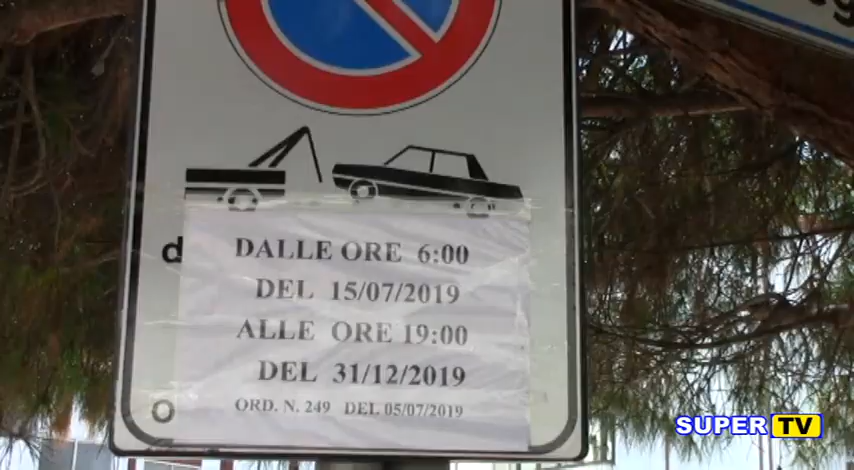 DALLE ORE 6:00
DEL 15/07/2019
ALLE ORE 19:00
DEL 31/12/2019
ORD. N. 249 DEL 05/07/2019
SUPER TV